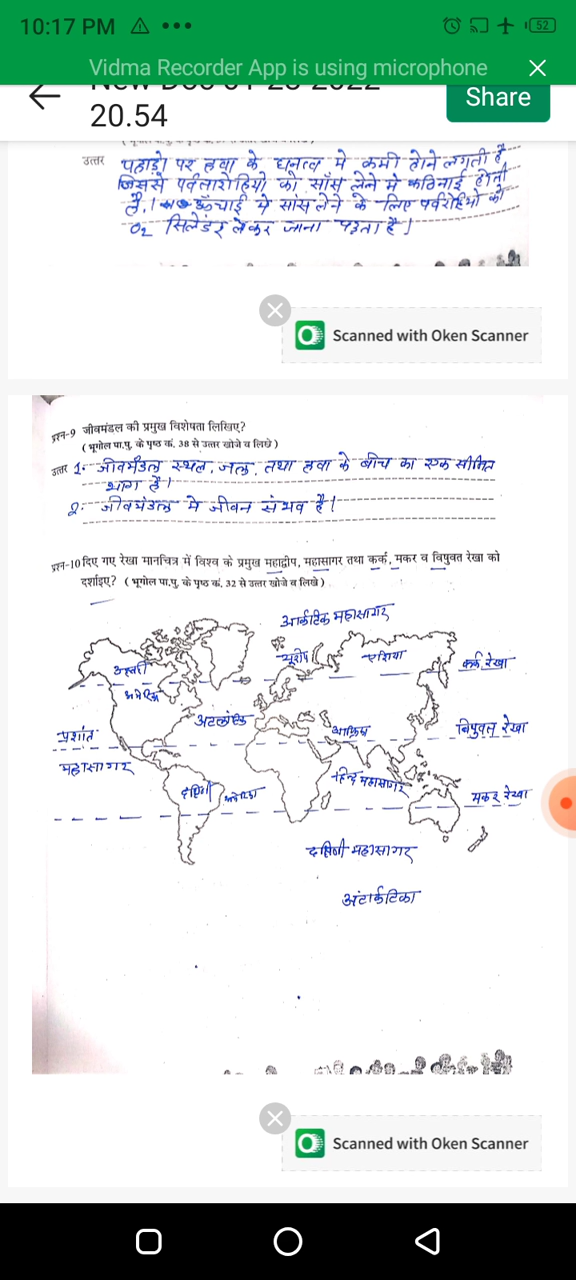 10:17 PM
52
Vidma Recorder App is using microphone
20.54
Share
उत्तर पहाड़ो पर हवा के घनत्व मे कमी होने लगती है
जिससे पर्वतारोहियो को साँस लेने मे कठिनाई होती
है। ऊँचाई मे सांस लेने के लिए पर्वरोहियो को
O2 सिलेंडर लेकर जाना पड़ता है।
Scanned with Oken Scanner
प्रश्न-9 जीवमंडल की प्रमुख विशेषता लिखिए?
(भूगोल पा.पु. के पृष्ठ कं. 38 से उत्तर खोजे व लिखे)
उत्तर 1:- जीवमंडल स्थल, जल, तथा हवा के बीच का एक सीमित
भाग है।
2:- जीवमंडल मे जीवन संभव है।
प्रश्न-10 दिए गए रेखा मानचित्र में विश्व के प्रमुख महाद्वीप, महासागर तथा कर्क, मकर व विषुवत रेखा को
दर्शाइए? (भूगोल पा.पु. के पृष्ठ कं. 32 से उत्तर खोजे व लिखे)
आर्कटिक महासागर
यूरोप
एशिया
कर्क रेखा
उत्तरी
अटलांटिक
विषुवत रेखा
प्रशांत
महासागर
हिन्द महासागर
मकर रेखा
दक्षिणी महासागर
अंटार्कटिका
Scanned with Oken Scanner